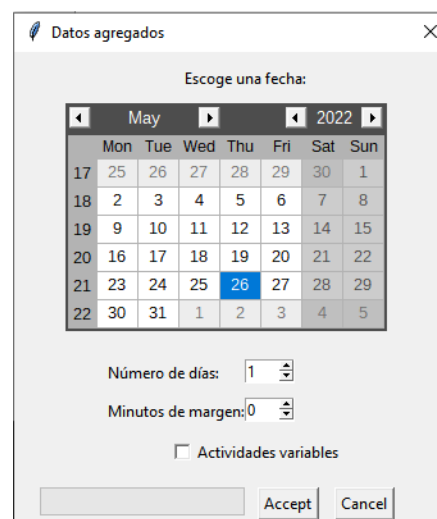 Datos agregados
Escoge una fecha:
May 2022
Mon Tue Wed Thu Fri Sat Sun
17 25 26 27 28 29 30 1
18 2 3 4 5 6 7 8
19 9 10 11 12 13 14 15
20 16 17 18 19 20 21 22
21 23 24 25 26 27 28 29
22 30 31 1 2 3 4 5
Número de días: 1
Minutos de margen: 0
Actividades variables
Accept Cancel